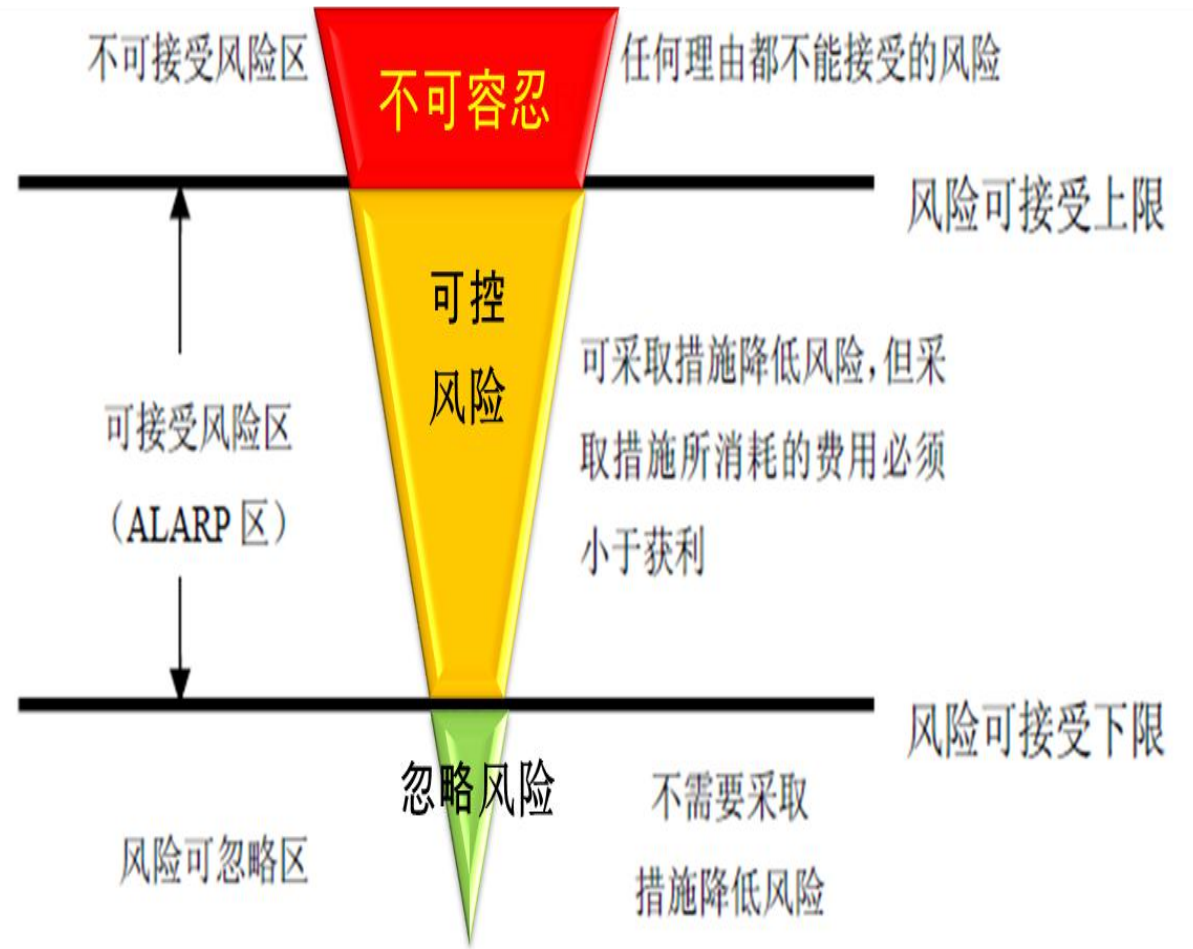 不可接受风险区
不可容忍
任何理由都不能接受的风险
风险可接受上限
可控
风险
可接受风险区
（ALARP 区）
可采取措施降低风险，但采
取措施所消耗的费用必须
小于获利
风险可接受下限
忽略风险
风险可忽略区
不需要采取
措施降低风险